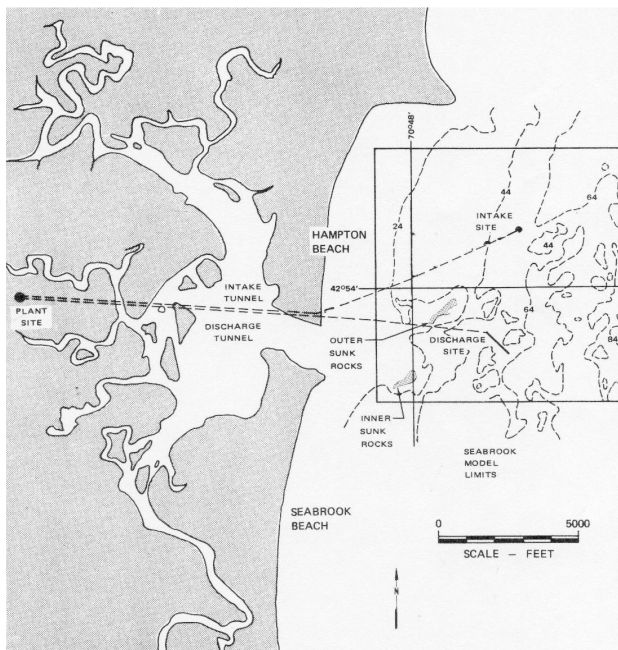 70°48'
44
64
INTAKE
SITE
24
44
HAMPTON
BEACH
42°54'
INTAKE
TUNNEL
PLANT
SITE
DISCHARGE
TUNNEL
64
OUTER
SUNK
ROCKS
DISCHARGE
SITE
84
INNER
SUNK
ROCKS
SEABROOK
MODEL
LIMITS
SEABROOK
BEACH
0
5000
SCALE – FEET
N